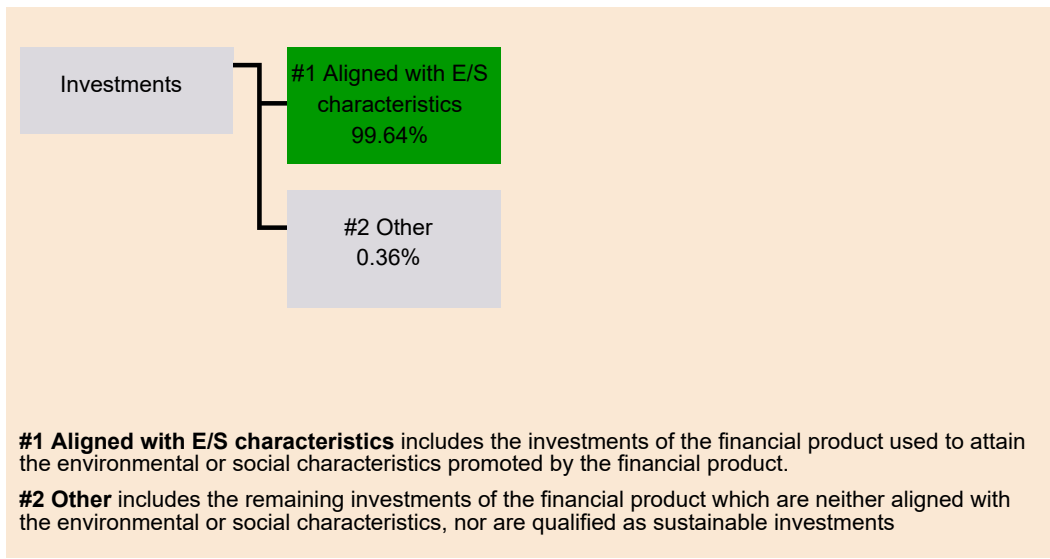 Investments
#1 Aligned with E/S
characteristics
99.64%
#2 Other
0.36%
#1 Aligned with E/S characteristics includes the investments of the financial product used to attain
the environmental or social characteristics promoted by the financial product.
#2 Other includes the remaining investments of the financial product which are neither aligned with
the environmental or social characteristics, nor are qualified as sustainable investments